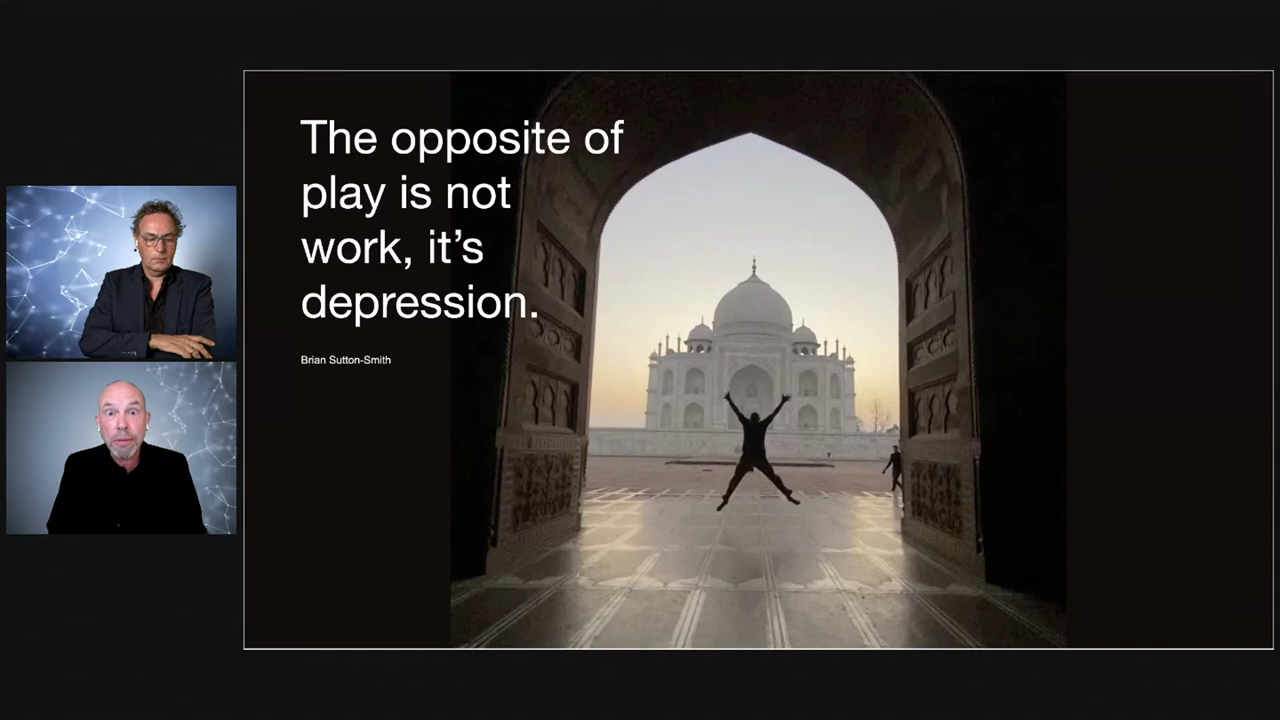 The opposite of
play is not
work, it’s
depression.
Brian Sutton-Smith